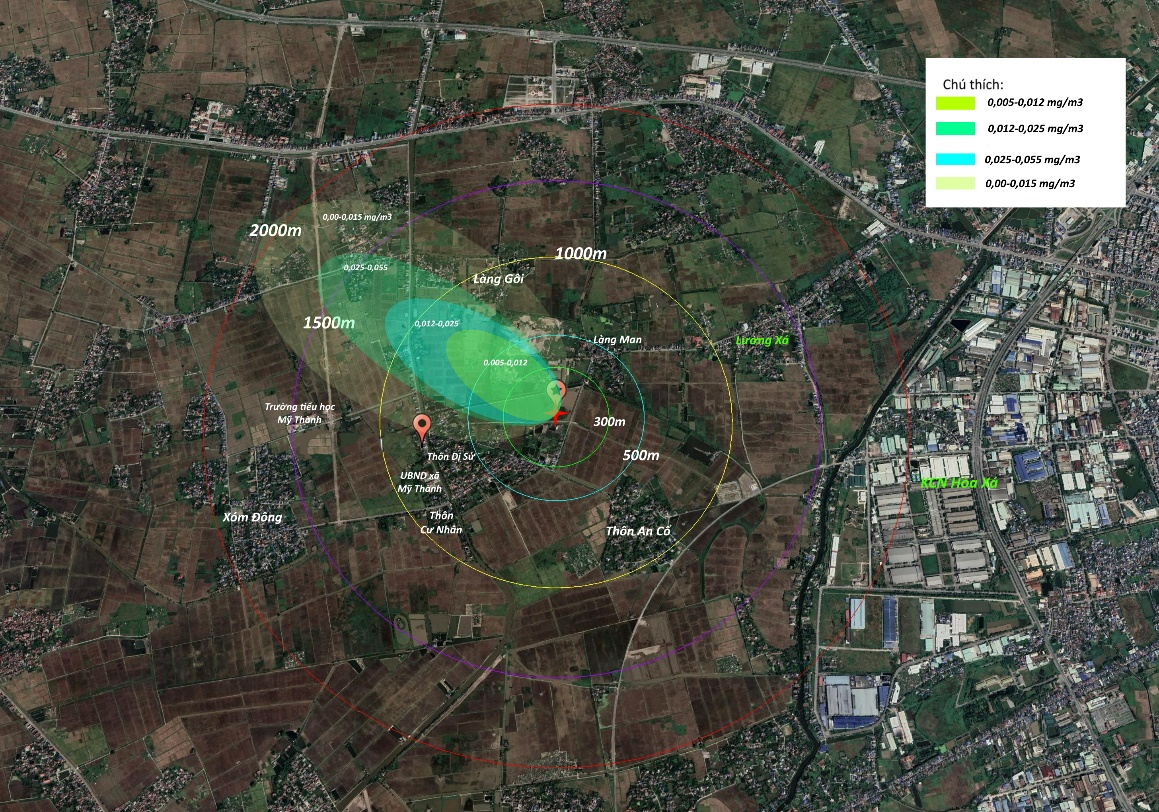 Chú thích:
0,005-0,012 mg/m3
0,012-0,025 mg/m3
0,025-0,055 mg/m3
0,00-0,015 mg/m3
0,00-0,015 mg/m3
2000m
1000m
0,025-0,055
Làng Gôi
1500m
0,012-0,025
Làng Man
Lương Xá
0.005-0,012
Trường tiểu học
Mỹ Thành
300m
Thôn Dị Sử
500m
UBND xã
Mỹ Thành
KCN Hòa Xá
Xóm Đông
Thôn
Cư Nhân
Thôn An Cổ